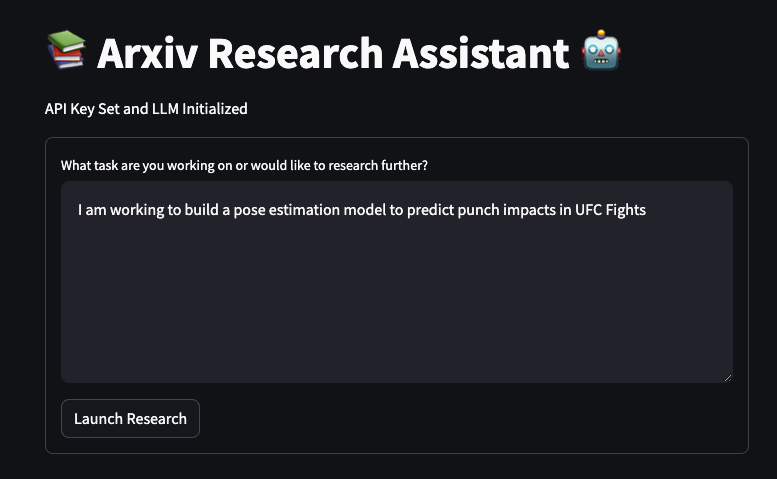 Arxiv Research Assistant
API Key Set and LLM Initialized
What task are you working on or would like to research further?
I am working to build a pose estimation model to predict punch impacts in UFC Fights
Launch Research